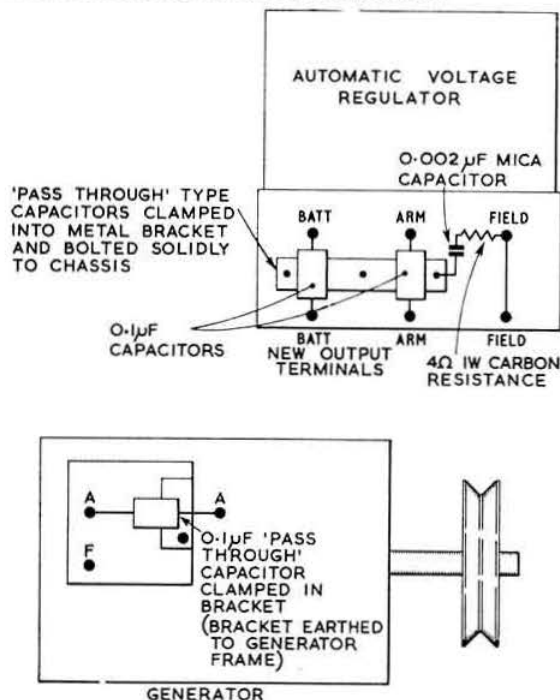 AUTOMATIC VOLTAGE
REGULATOR
0·002 µF MICA
CAPACITOR
'PASS THROUGH' TYPE
CAPACITORS CLAMPED
INTO METAL BRACKET
AND BOLTED SOLIDLY
TO CHASSIS
BATT
ARM
FIELD
0·1µF
CAPACITORS
BATT
ARM
FIELD
NEW OUTPUT
TERMINALS
4Ω 1W CARBON
RESISTANCE
A
A
F
0·1µF 'PASS
THROUGH'
CAPACITOR
CLAMPED IN
BRACKET
(BRACKET EARTHED
TO GENERATOR
FRAME)
GENERATOR